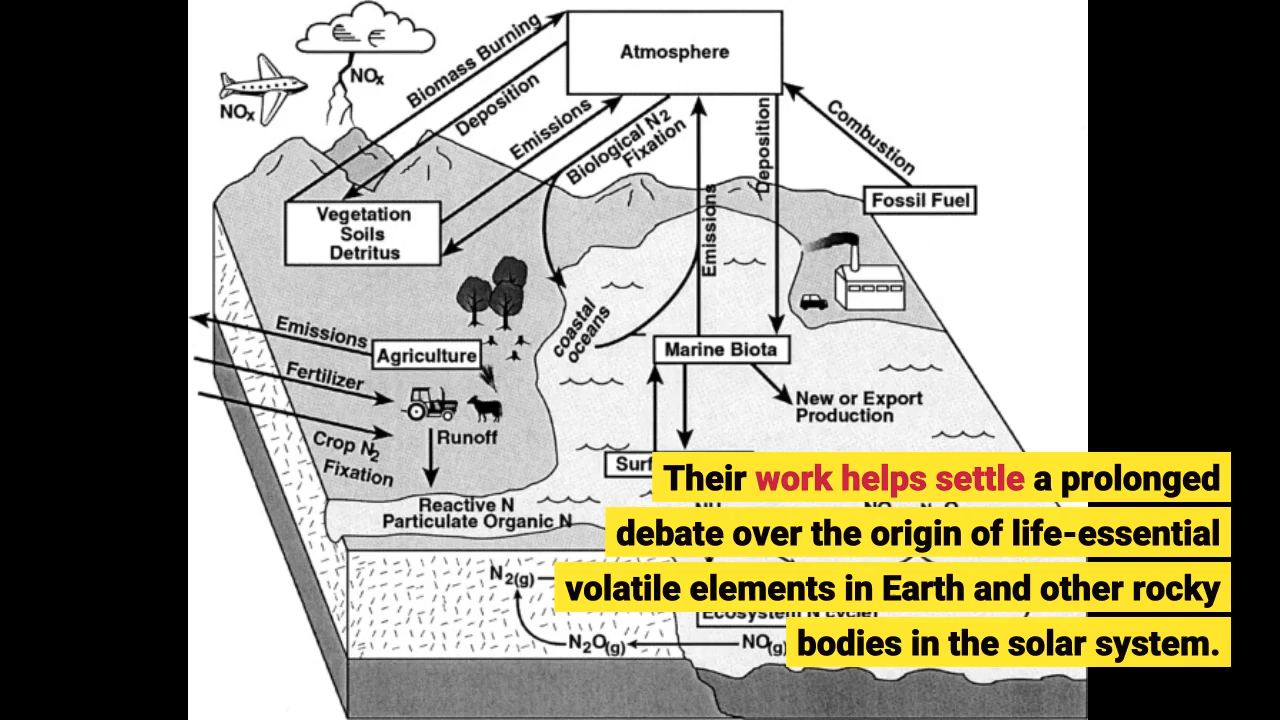 Atmosphere
NOx
NOx
Biomass Burning
Deposition
Emissions
Biological N2
Fixation
Emissions
Deposition
Combustion
Fossil Fuel
Vegetation
Soils
Detritus
coastal
oceans
Emissions
Agriculture
Fertilizer
Crop N2
Fixation
Runoff
Marine Biota
New or Export
Production
Reactive N
Particulate Organic N
N2(g)
N2O(g)
NO(g)
Ecosystem N cycle
Their work helps settle a prolonged
debate over the origin of life-essential
volatile elements in Earth and other rocky
bodies in the solar system.